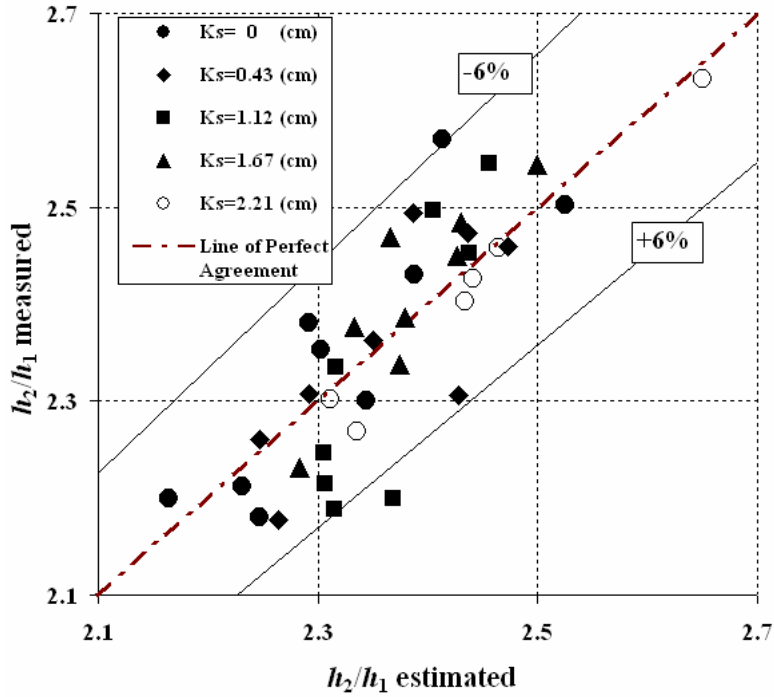 2.7
Ks= 0 (cm)
Ks=0.43 (cm)
Ks=1.12 (cm)
Ks=1.67 (cm)
Ks=2.21 (cm)
Line of Perfect
Agreement
-6%
+6%
2.5
2.3
2.1
h₂/h₁ measured
2.1 2.3 2.5 2.7
h₂/h₁ estimated